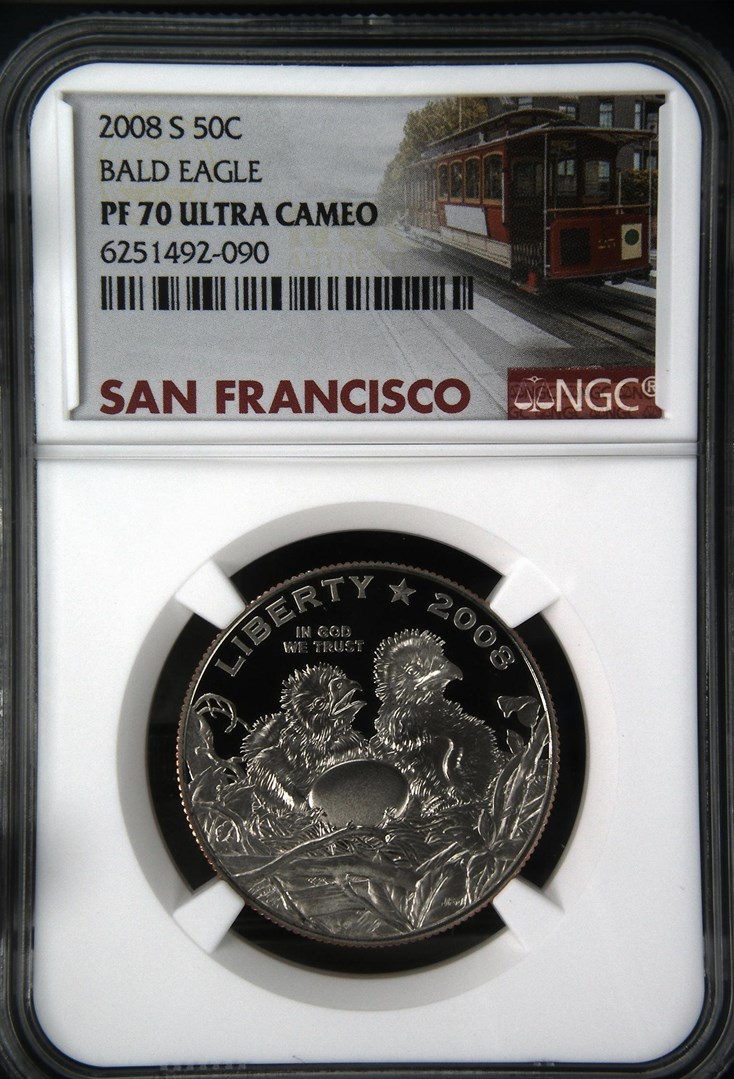 2008 S 50C
BALD EAGLE
PF 70 ULTRA CAMEO
6251492-090
SAN FRANCISCO
NGC®
LIBERTY ★ 2008
IN GOD
WE TRUST